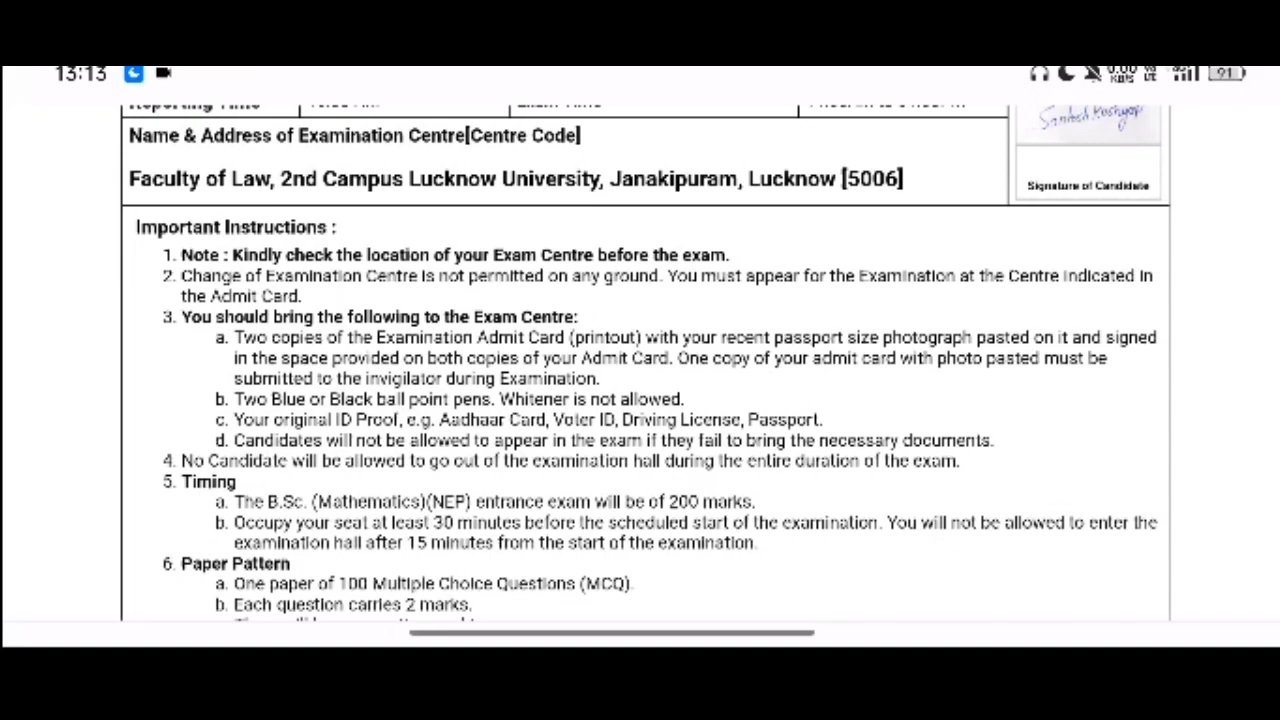 13:13
91
Name & Address of Examination Centre[Centre Code]
Faculty of Law, 2nd Campus Lucknow University, Janakipuram, Lucknow [5006]
Signature of Candidate
Important Instructions :
1. Note : Kindly check the location of your Exam Centre before the exam.
2. Change of Examination Centre is not permitted on any ground. You must appear for the Examination at the Centre indicated in
the Admit Card.
3. You should bring the following to the Exam Centre:
a. Two copies of the Examination Admit Card (printout) with your recent passport size photograph pasted on it and signed
in the space provided on both copies of your Admit Card. One copy of your admit card with photo pasted must be
submitted to the invigilator during Examination.
b. Two Blue or Black ball point pens. Whitener is not allowed.
c. Your original ID Proof, e.g. Aadhaar Card, Voter ID, Driving License, Passport.
d. Candidates will not be allowed to appear in the exam if they fail to bring the necessary documents.
4. No Candidate will be allowed to go out of the examination hall during the entire duration of the exam.
5. Timing
a. The B.Sc. (Mathematics)(NEP) entrance exam will be of 200 marks.
b. Occupy your seat at least 30 minutes before the scheduled start of the examination. You will not be allowed to enter the
examination hall after 15 minutes from the start of the examination.
6. Paper Pattern
a. One paper of 100 Multiple Choice Questions (MCQ).
b. Each question carries 2 marks.